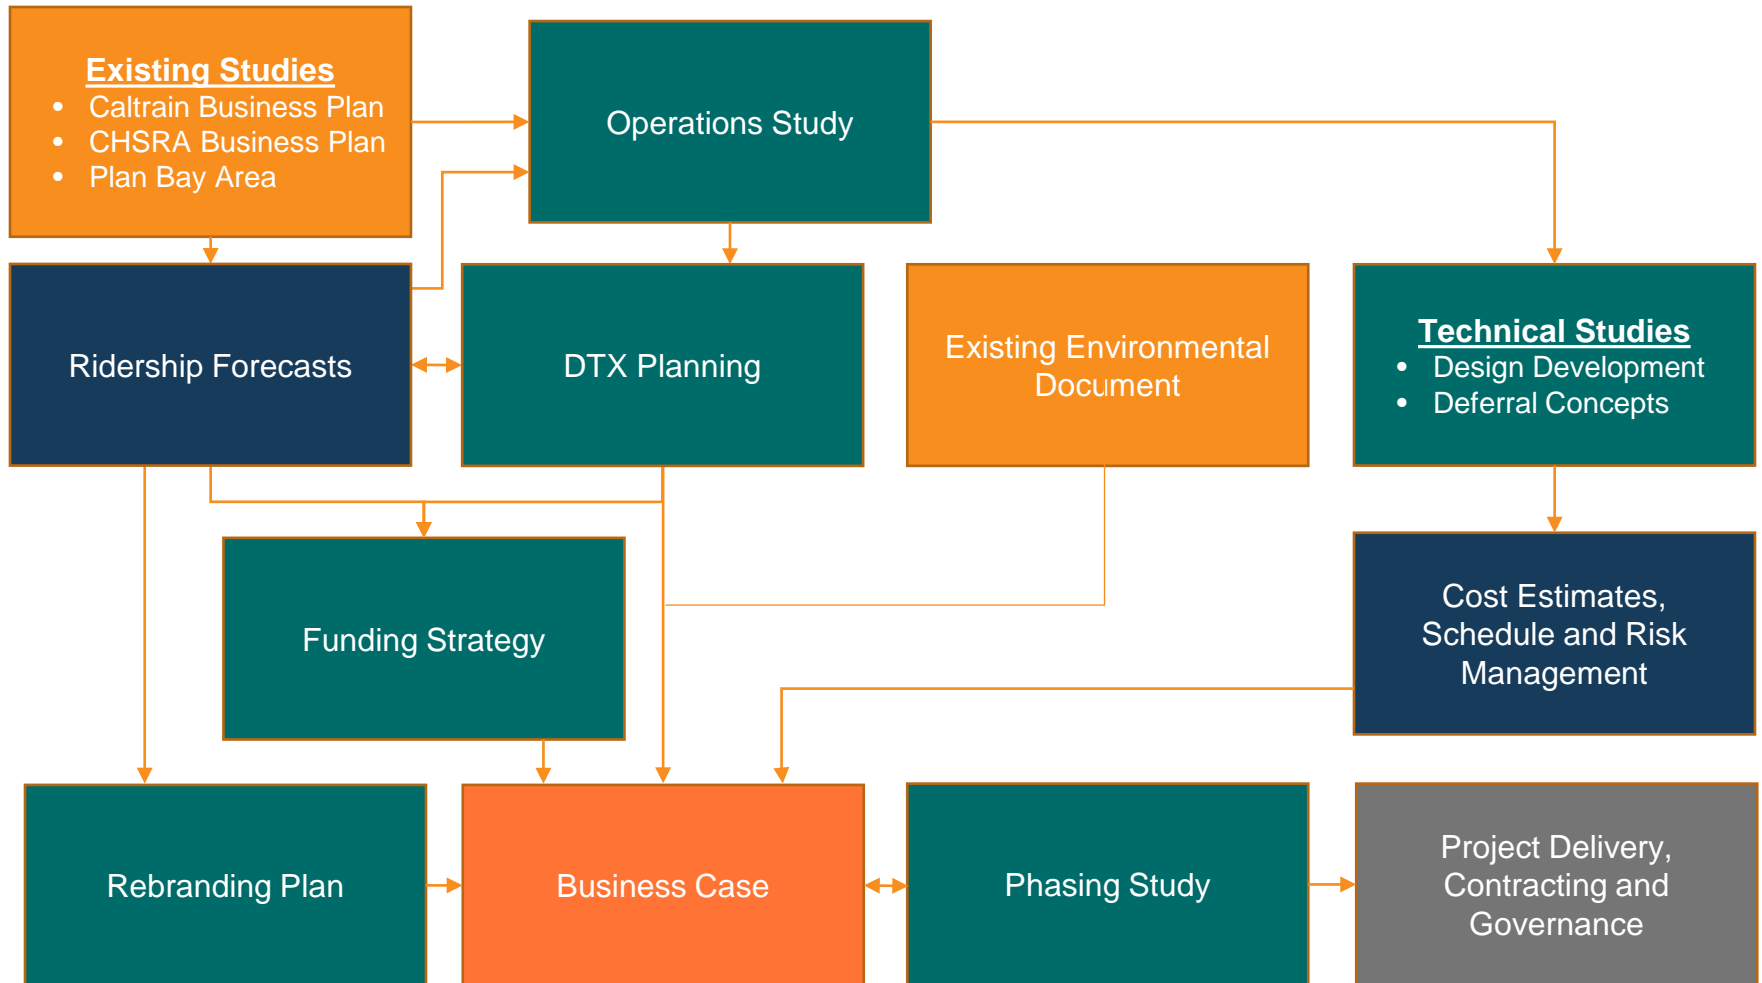 Existing Studies
• Caltrain Business Plan
• CHSRA Business Plan
• Plan Bay Area
Operations Study
Ridership Forecasts
DTX Planning
Existing Environmental
Document
Technical Studies
• Design Development
• Deferral Concepts
Funding Strategy
Cost Estimates,
Schedule and Risk
Management
Rebranding Plan
Business Case
Phasing Study
Project Delivery,
Contracting and
Governance